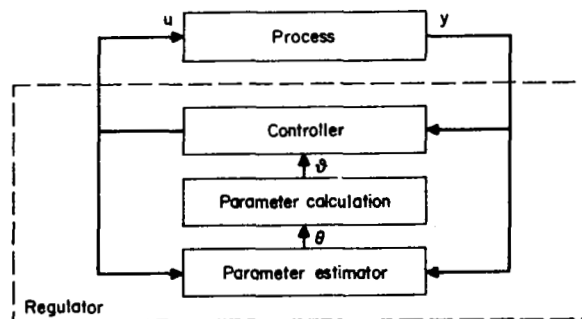 u
y
Process
Controller
ϑ
Parameter calculation
θ
Parameter estimator
Regulator